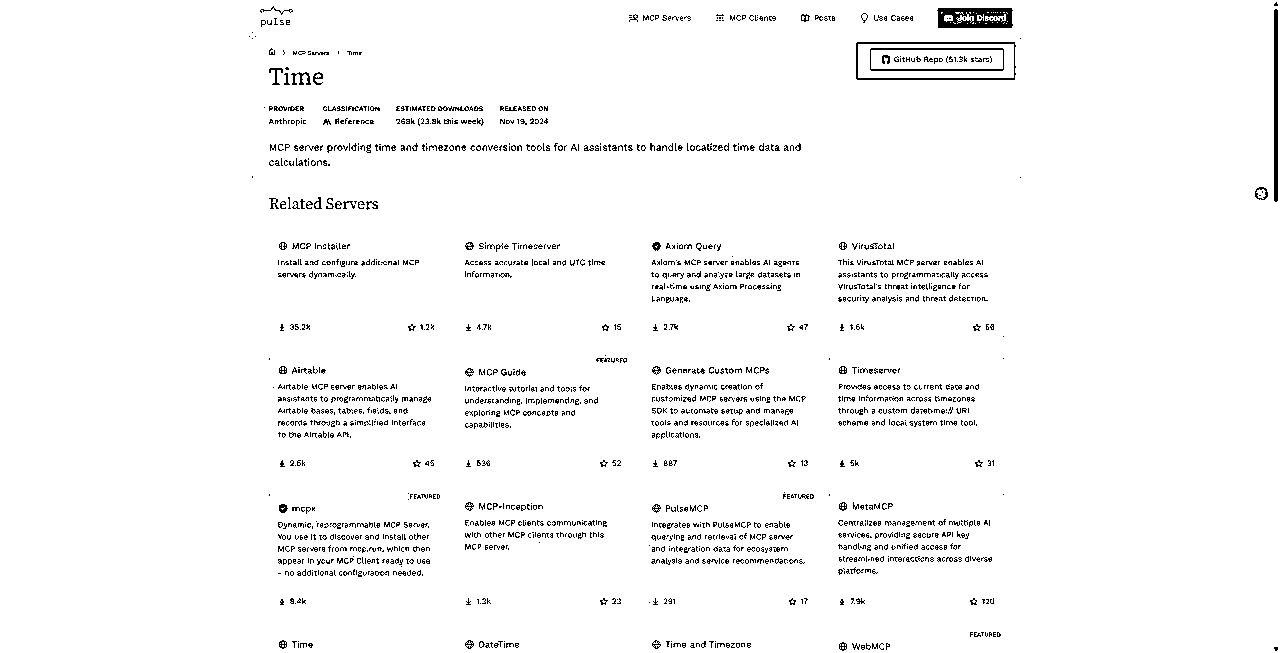 pulse
MCP Servers
MCP Clients
Posts
Use Cases
Join Discord
MCP Servers
Time
GitHub Repo (51.3k stars)
Time
PROVIDER
CLASSIFICATION
ESTIMATED DOWNLOADS
RELEASED ON
Anthropic
Reference
268k (23.8k this week)
Nov 19, 2024
MCP server providing time and timezone conversion tools for AI assistants to handle localized time data and
calculations.
Related Servers
MCP Installer
Install and configure additional MCP
servers dynamically.
35.2k
1.2k
Simple Timeserver
Access accurate local and UTC time
information.
4.7k
15
Axiom Query
Axiom's MCP server enables AI agents
to query and analyze large datasets in
real-time using Axiom Processing
Language.
2.7k
47
VirusTotal
This VirusTotal MCP server enables AI
assistants to programmatically access
VirusTotal's threat intelligence for
security analysis and threat detection.
1.6k
Airtable
Airtable MCP server enables AI
assistants to programmatically manage
Airtable bases, tables, fields, and
records through a simplified interface
to the Airtable API.
2.6k
45
FEATURED
MCP Guide
Interactive tutorial and tools for
understanding, implementing, and
exploring MCP concepts and
capabilities.
536
52
Generate Custom MCPs
Enables dynamic creation of
customized MCP servers using the MCP
SDK to automate setup and manage
tools and resources for specialized AI
applications.
887
13
Timeserver
Provides access to current date and
time information across timezones
through a custom datetime:// URI
scheme and local system time tool.
5k
31
FEATURED
mcpx
Dynamic, reprogrammable MCP Server.
You use it to discover and install other
MCP servers from mcp.run, which then
appear in your MCP Client ready to use
- no additional configuration needed.
8.4k
MCP-Inception
Enables MCP clients communicating
with other MCP clients through this
MCP server.
1.3k
23
FEATURED
PulseMCP
Integrates with PulseMCP to enable
querying and retrieval of MCP server
and integration data for ecosystem
analysis and service recommendations.
291
17
MetaMCP
Centralizes management of multiple AI
services, providing secure API key
handling and unified access for
streamlined interactions across diverse
platforms.
7.9k
120
Time
DateTime
Time and Timezone
FEATURED
WebMCP